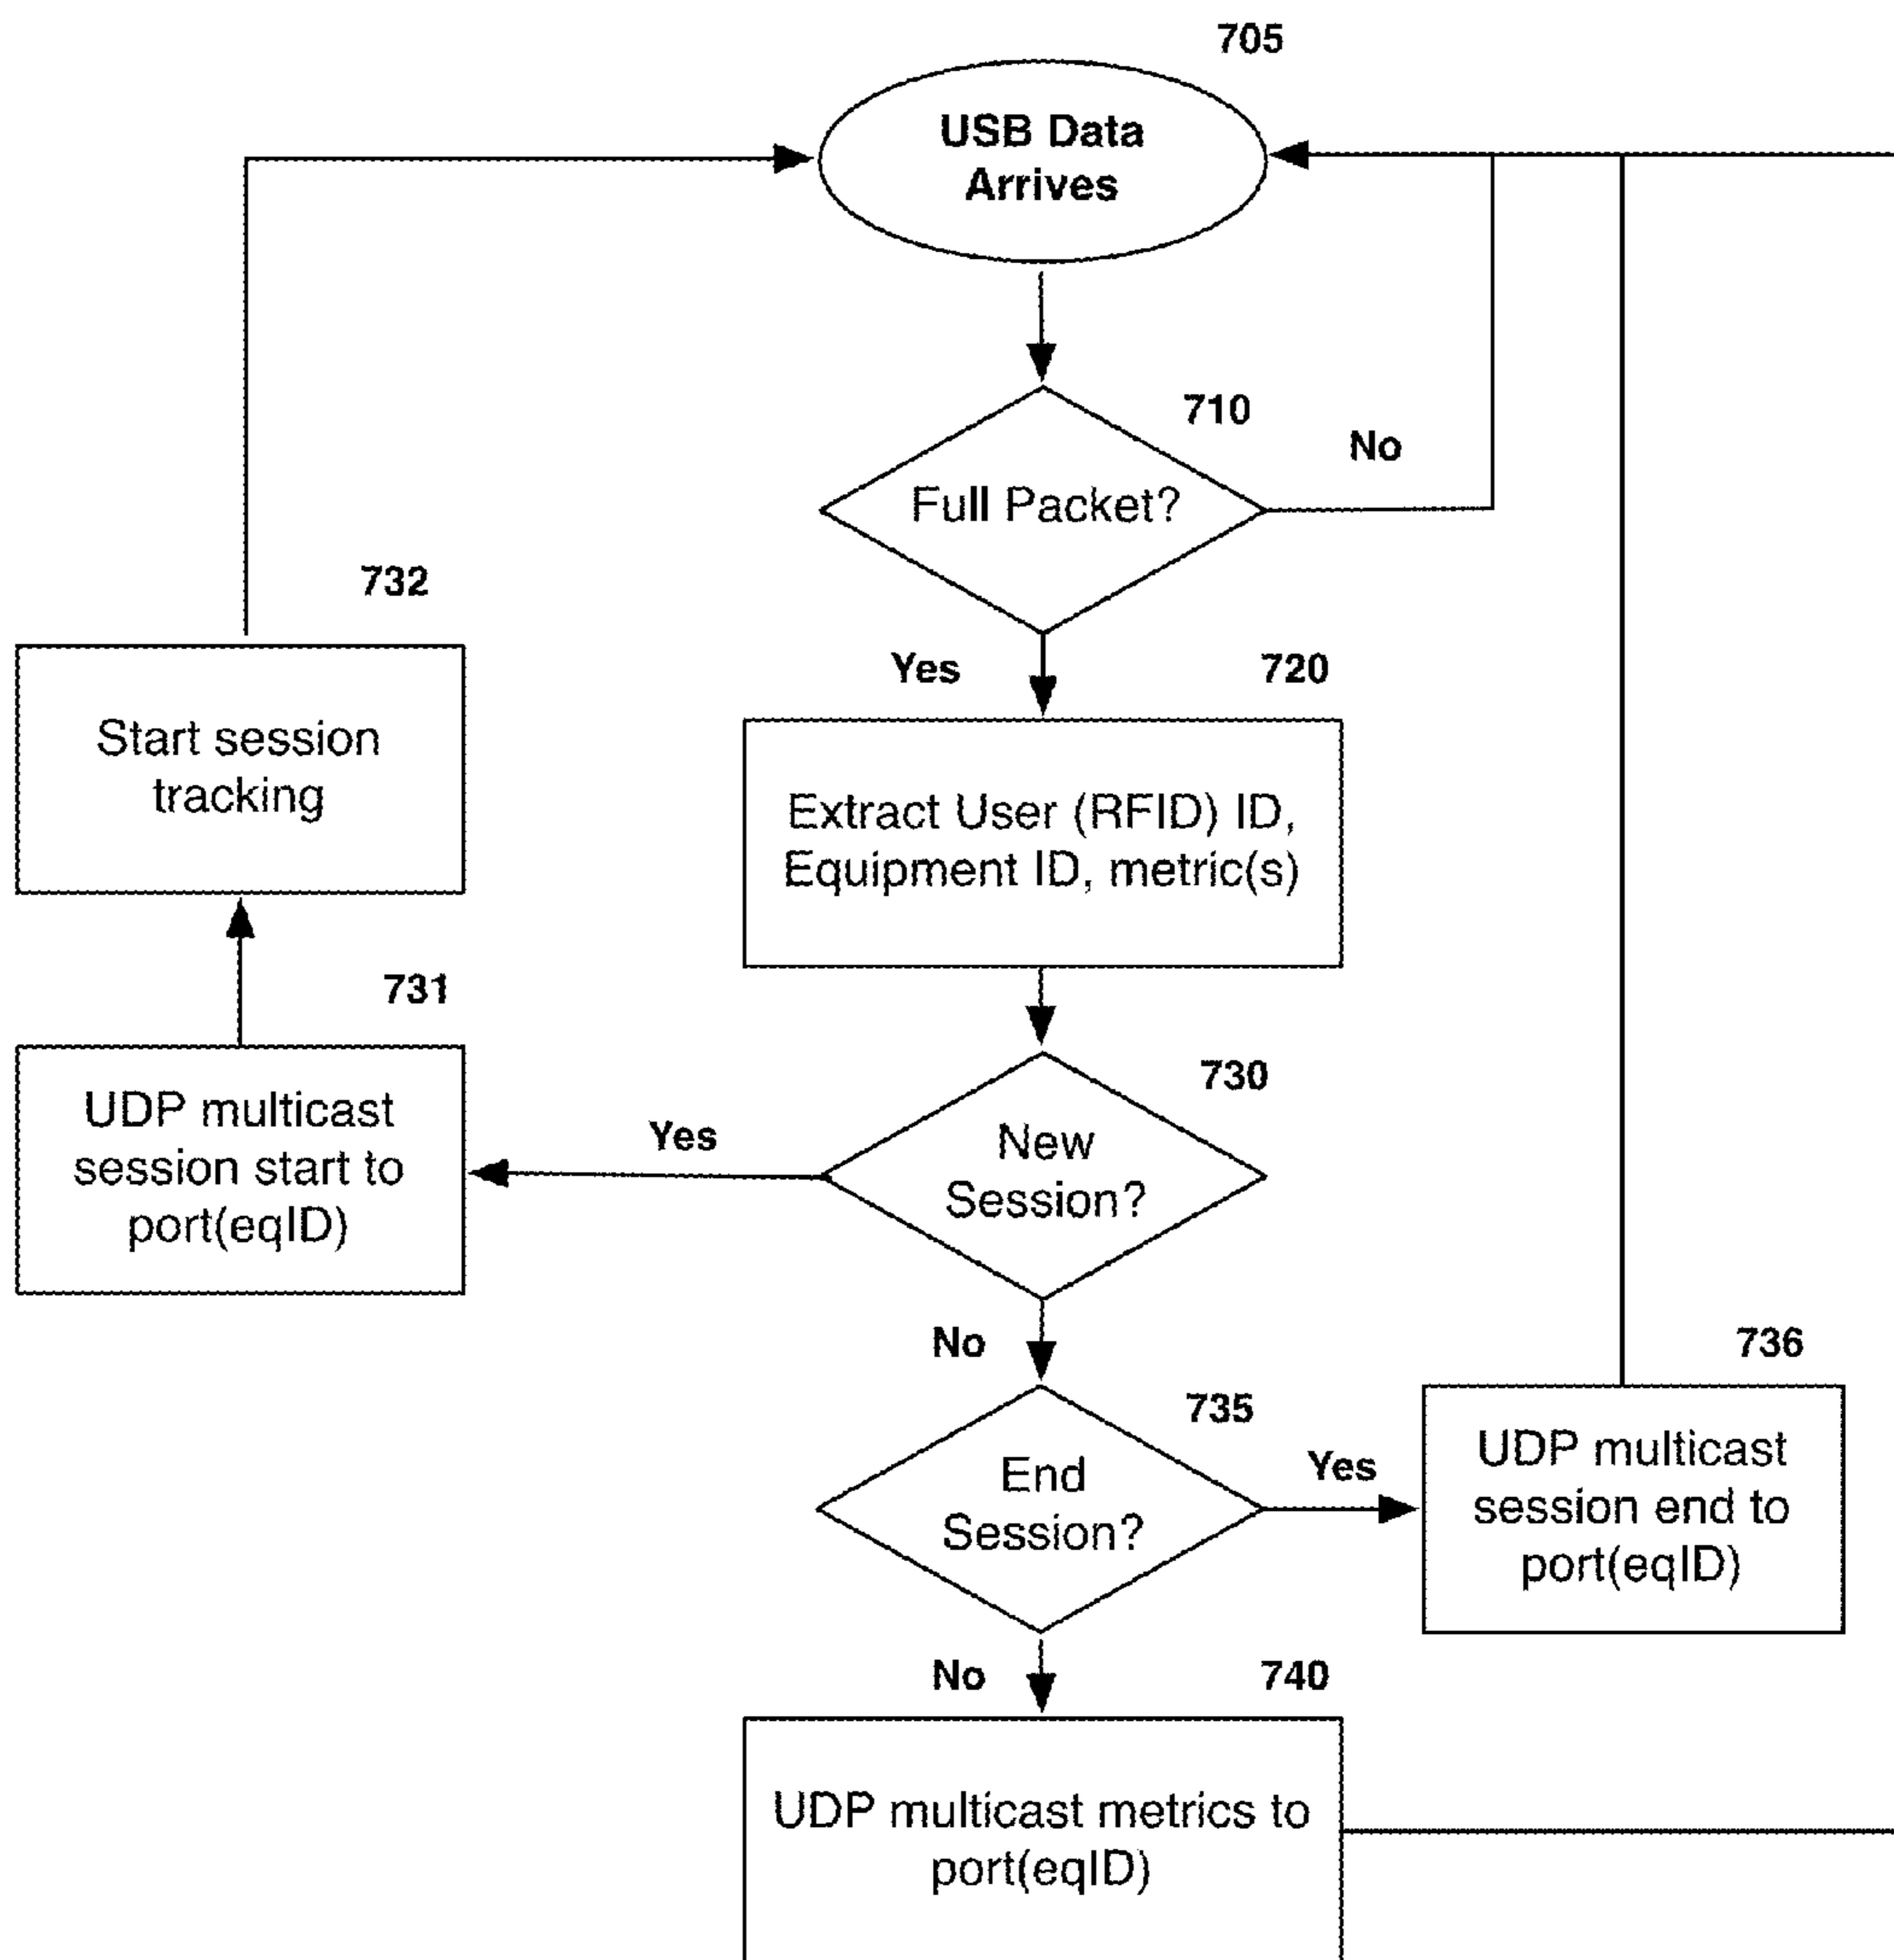 705
USB Data
Arrives
710
Full Packet?
No
Yes
720
Extract User (RFID) ID,
Equipment ID, metric(s)
732
Start session
tracking
731
UDP multicast
session start to
port(eqID)
Yes
730
New
Session?
No
735
End
Session?
Yes
736
UDP multicast
session end to
port(eqID)
No
740
UDP multicast metrics to
port(eqID)